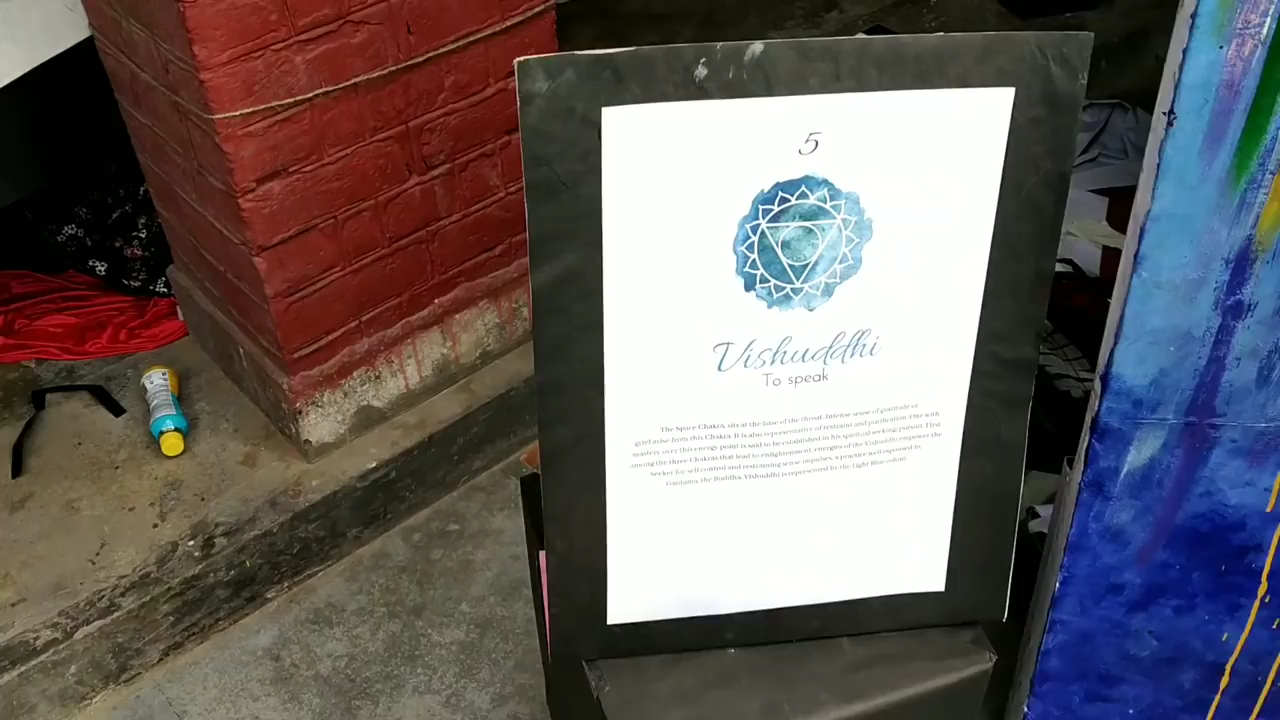 5
Vishuddhi
To speak
The Spice Chakra, sits at the base of the throat. Intense sense of gratitude or
grief arise from this Chakra. It is also representative of restraint and purification. One with
mastery over this energy point is said to be established in his spiritual seeking/pursuit. First
among the three Chakras that lead to enlightenment, energies of the Vishuddhi empower the
Seeker for self control and restraining sense impulses, a practice well espoused by
Gautama, the Buddha. Vishuddhi is represented by the Light Blue colour.